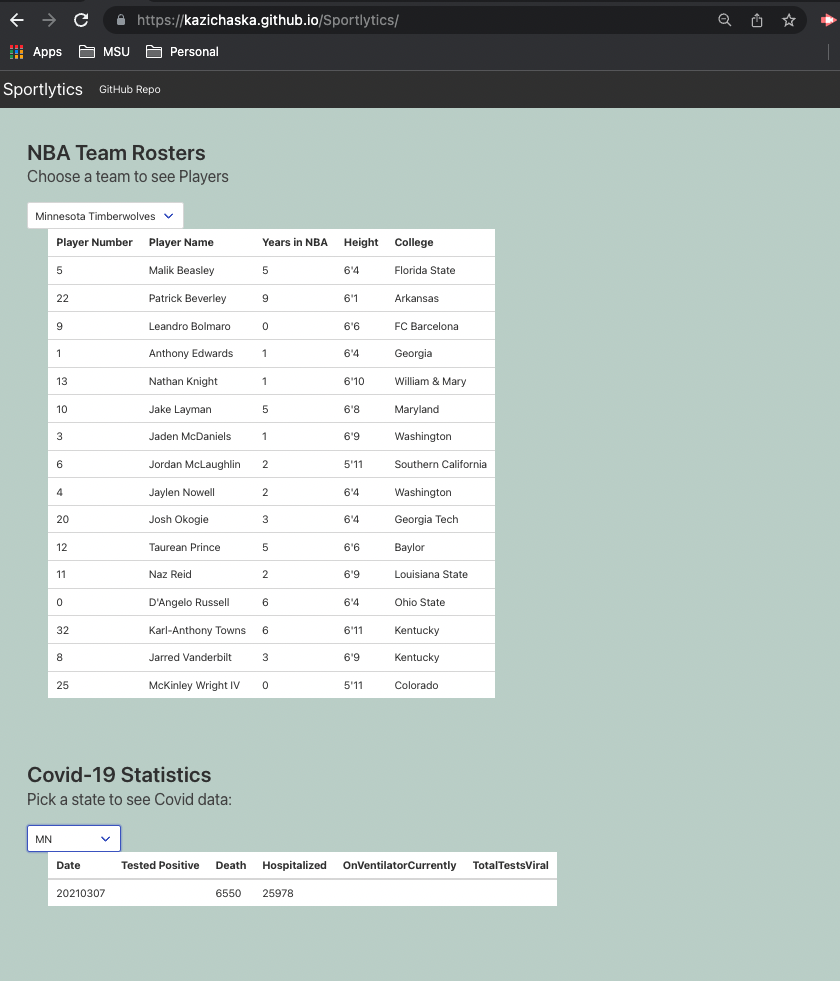 https://kazichaska.github.io/Sportlytics/
Apps MSU Personal
Sportlytics GitHub Repo
NBA Team Rosters
Choose a team to see Players
Minnesota Timberwolves
Player Number Player Name Years in NBA Height College
5 Malik Beasley 5 6'4 Florida State
22 Patrick Beverley 9 6'1 Arkansas
9 Leandro Bolmaro 0 6'6 FC Barcelona
1 Anthony Edwards 1 6'4 Georgia
13 Nathan Knight 1 6'10 William & Mary
10 Jake Layman 5 6'8 Maryland
3 Jaden McDaniels 1 6'9 Washington
6 Jordan McLaughlin 2 5'11 Southern California
4 Jaylen Nowell 2 6'4 Washington
20 Josh Okogie 3 6'4 Georgia Tech
12 Taurean Prince 5 6'6 Baylor
11 Naz Reid 2 6'9 Louisiana State
0 D'Angelo Russell 6 6'4 Ohio State
32 Karl-Anthony Towns 6 6'11 Kentucky
8 Jarred Vanderbilt 3 6'9 Kentucky
25 McKinley Wright IV 0 5'11 Colorado
Covid-19 Statistics
Pick a state to see Covid data:
MN
Date Tested Positive Death Hospitalized OnVentilatorCurrently TotalTestsViral
20210307 6550 25978